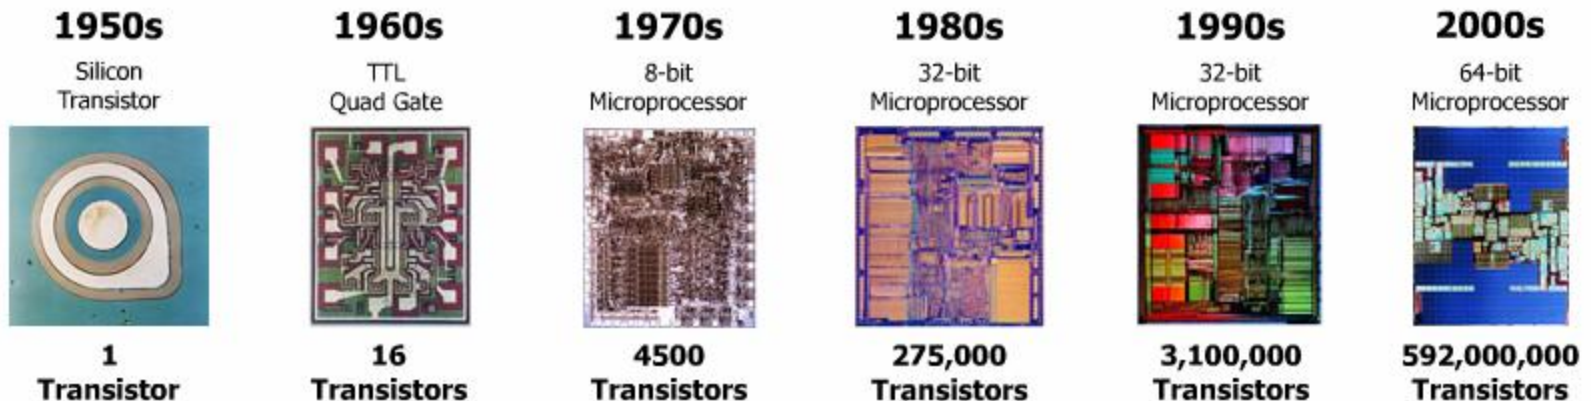 1950s
Silicon
Transistor
1
Transistor
1960s
TTL
Quad Gate
16
Transistors
1970s
8-bit
Microprocessor
4500
Transistors
1980s
32-bit
Microprocessor
275,000
Transistors
1990s
32-bit
Microprocessor
3,100,000
Transistors
2000s
64-bit
Microprocessor
592,000,000
Transistors